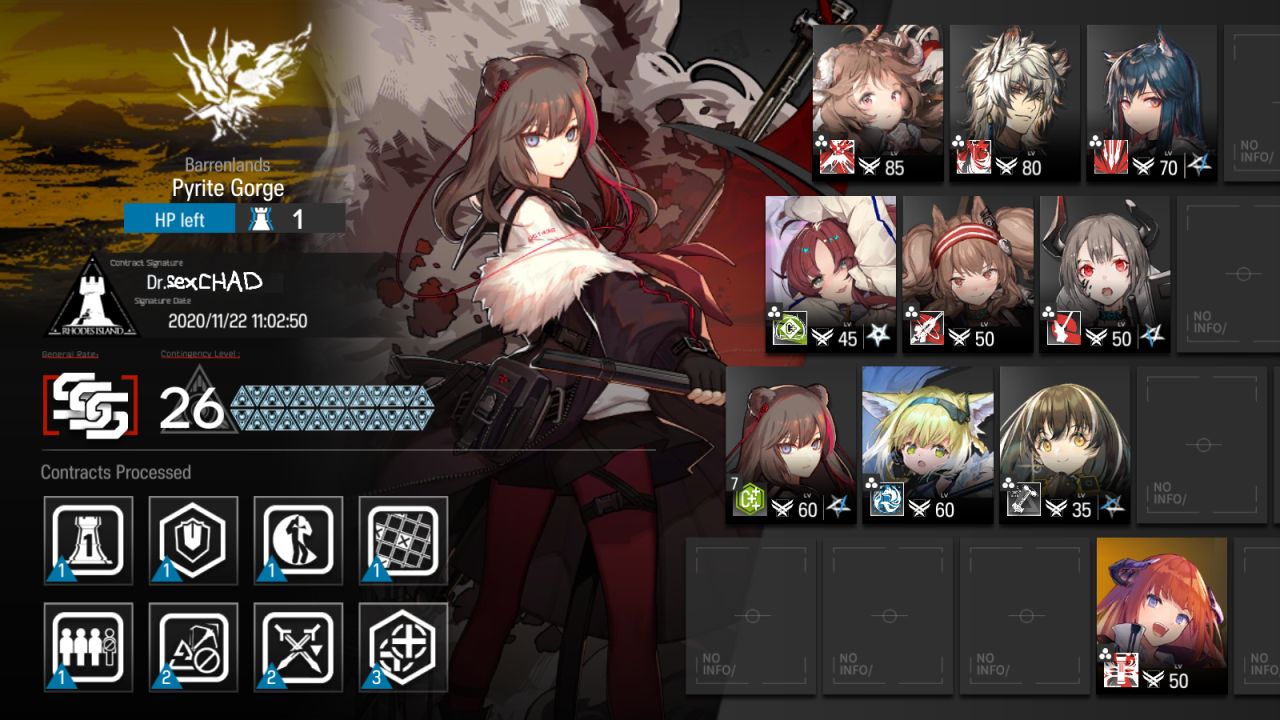 Barrenlands
Pyrite Gorge
HP left 1
Contract Signature
Dr.sexCHAD
Signature Date
RHODES ISLAND
2020/11/22 11:02:50
General Rate:
Contingency Level :
SSS
26
Contracts Processed
1
1
1
1
1
1
2
2
3
LV
85
LV
80
LV
70
NO
INFO/
LV
45
LV
50
LV
50
NO
INFO/
7
LV
60
LV
60
LV
35
NO
INFO/
NO
INFO/
NO
INFO/
NO
INFO/
LV
50
NO
INFO/